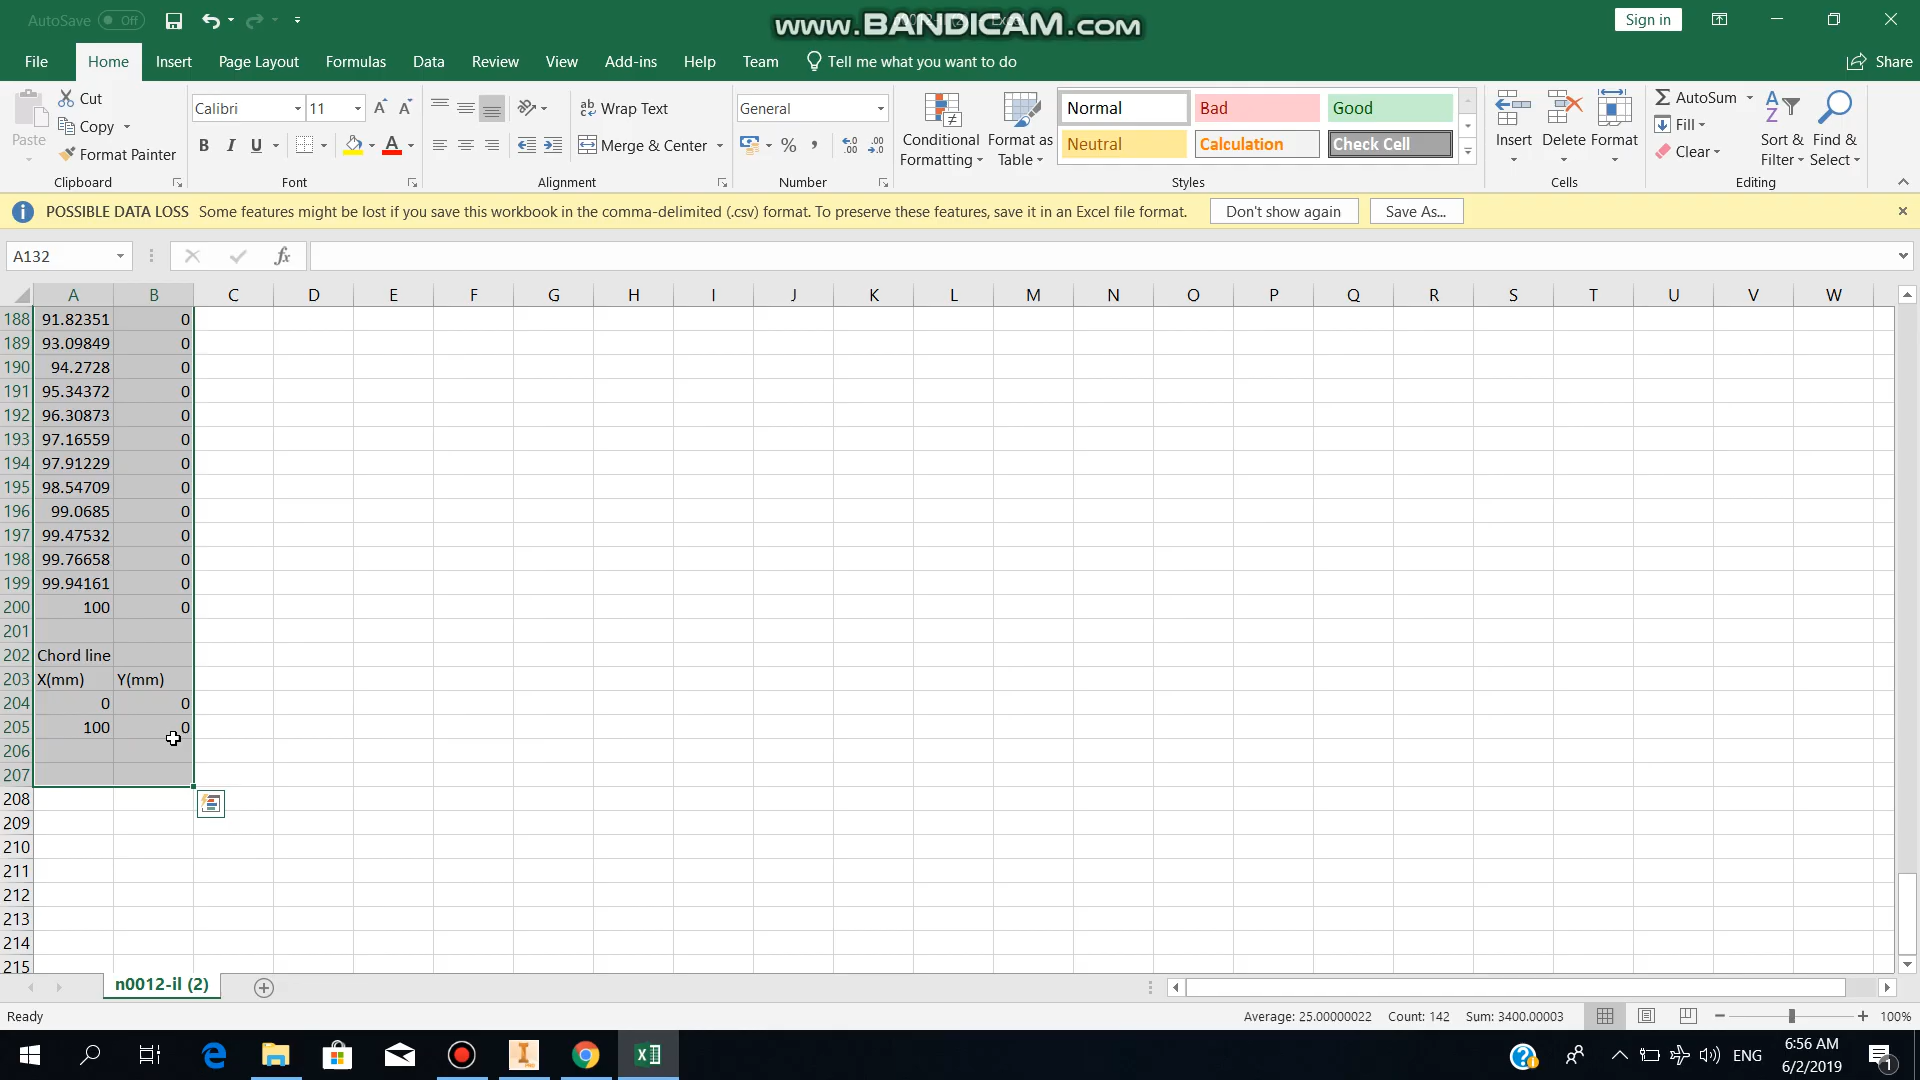 AutoSave Off
www.BANDICAM.com
Sign in
File Home Insert Page Layout Formulas Data Review View Add-ins Help Team Tell me what you want to do Share
Paste
Cut
Copy
Format Painter
Clipboard
Calibri 11
B I U
Font
ab Wrap Text
Merge & Center
Alignment
General
%
Number
Conditional Formatting
Format as Table
Normal Bad Good
Neutral Calculation Check Cell
Styles
Insert Delete Format
Cells
AutoSum
Fill
Clear
Sort & Filter
Find & Select
Editing
POSSIBLE DATA LOSS Some features might be lost if you save this workbook in the comma-delimited (.csv) format. To preserve these features, save it in an Excel file format. Don't show again Save As...
A132 fx
A B C D E F G H I J K L M N O P Q R S T U V W
188 91.82351 0
189 93.09849 0
190 94.2728 0
191 95.34372 0
192 96.30873 0
193 97.16559 0
194 97.91229 0
195 98.54709 0
196 99.0685 0
197 99.47532 0
198 99.76658 0
199 99.94161 0
200 100 0
201
202 Chord line
203 X(mm) Y(mm)
204 0 0
205 100 0
206
207
208
209
210
211
212
213
214
215
n0012-il (2)
Ready Average: 25.00000022 Count: 142 Sum: 3400.00003 100%
ENG 6:56 AM
6/2/2019 1